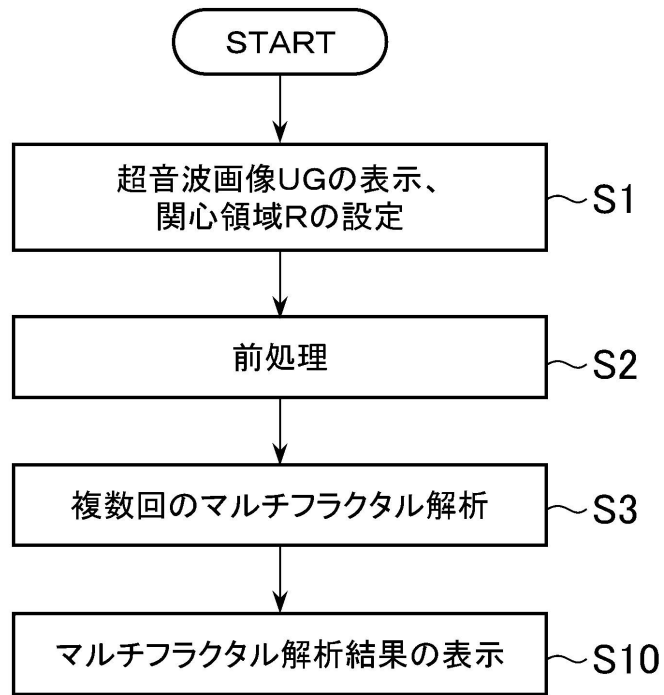 START
超音波画像UGの表示、
関心領域Rの設定
S1
前処理
S2
複数回のマルチフラクタル解析
S3
マルチフラクタル解析結果の表示
S10